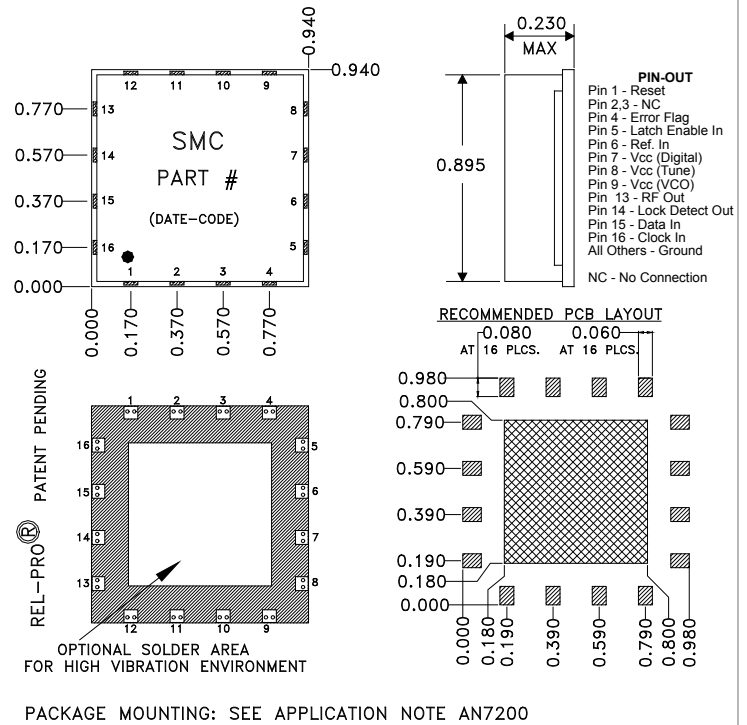 0.940
0.940
12 11 10 9
0.770
13
8
0.570
14
7
0.370
15
6
0.170
16
5
SMC
PART #
(DATE-CODE)
1 2 3 4
0.000
0.000
0.170
0.370
0.570
0.770
0.230
MAX
0.895
PIN-OUT
Pin 1 - Reset
Pin 2,3 - NC
Pin 4 - Error Flag
Pin 5 - Latch Enable In
Pin 6 - Ref. In
Pin 7 - Vcc (Digital)
Pin 8 - Vcc (Tune)
Pin 9 - Vcc (VCO)
Pin 13 - RF Out
Pin 14 - Lock Detect Out
Pin 15 - Data In
Pin 16 - Clock In
All Others - Ground
NC - No Connection
REL-PRO® PATENT PENDING
1 2 3 4
16
5
15
6
14
7
13
8
12 11 10 9
OPTIONAL SOLDER AREA
FOR HIGH VIBRATION ENVIRONMENT
RECOMMENDED PCB LAYOUT
0.080
AT 16 PLCS.
0.060
AT 16 PLCS.
0.980
0.800
0.790
0.590
0.390
0.190
0.180
0.000
0.000
0.180
0.190
0.390
0.590
0.790
0.800
0.980
PACKAGE MOUNTING: SEE APPLICATION NOTE AN7200